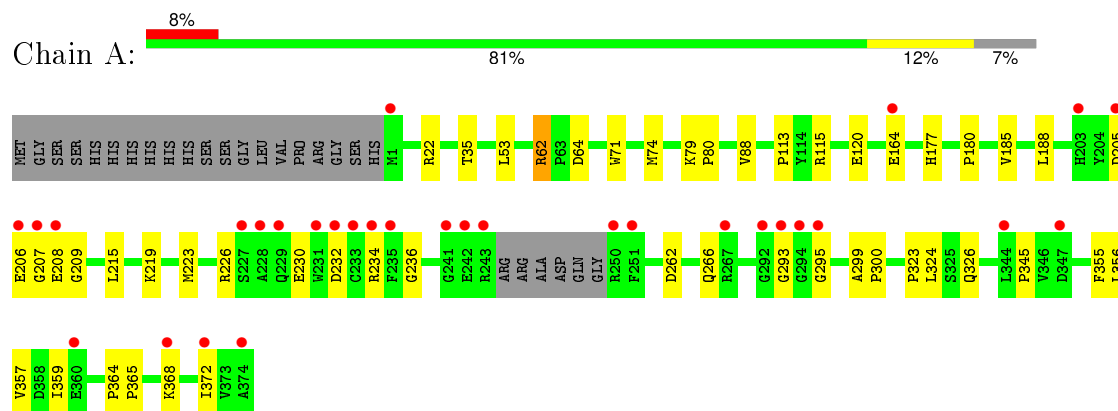 8%
Chain A:
81% 12% 7%
MET GLY SER SER HIS HIS HIS HIS HIS HIS SER SER GLY LEU VAL PRO ARG GLY SER HIS M1 R22 T35 L53 R62 P63 D64 W71 M74 K79 P80 V88 P113 Y114 R115 E120 E164 H177 P180 V185 L188 H203 Y204
E206 G207 E208 G209 L215 K219 M223 R226 S227 A228 Q229 E230 W231 D232 C233 R234 F235 G236 G241 E242 R243 ARG ARG ALA ASP GLN GLY R250 F251 D262 Q266 R267 G292 G293 G294 G295 A299 P300 P323 L324 S325 Q326 L344 P345 V346 D347 F355
V357 D358 I359 E360 P364 P365 K368 I372 V373 A374